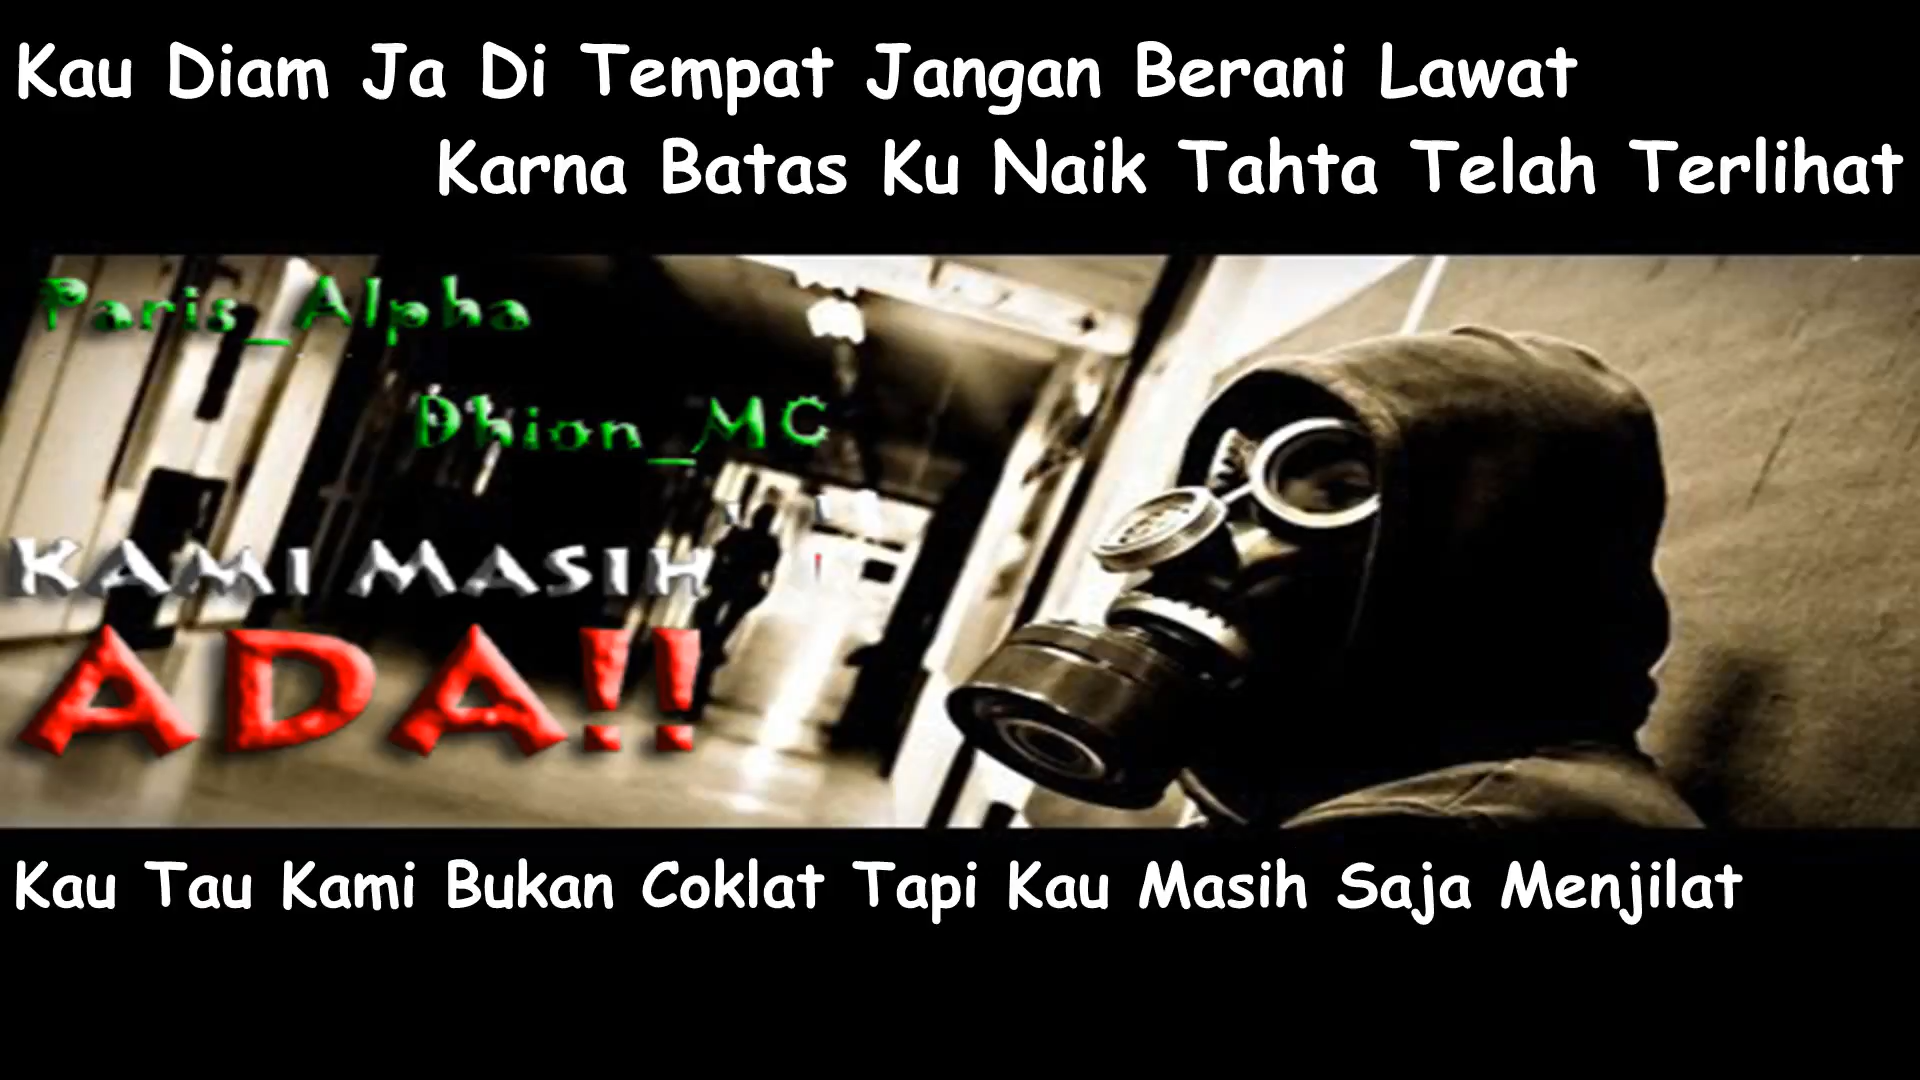 Kau Diam Ja Di Tempat Jangan Berani Lawat
Karna Batas Ku Naik Tahta Telah Terlihat
Paris_Alpha
Dhion_MC
KAMI MASIH
ADA!!
Kau Tau Kami Bukan Coklat Tapi Kau Masih Saja Menjilat